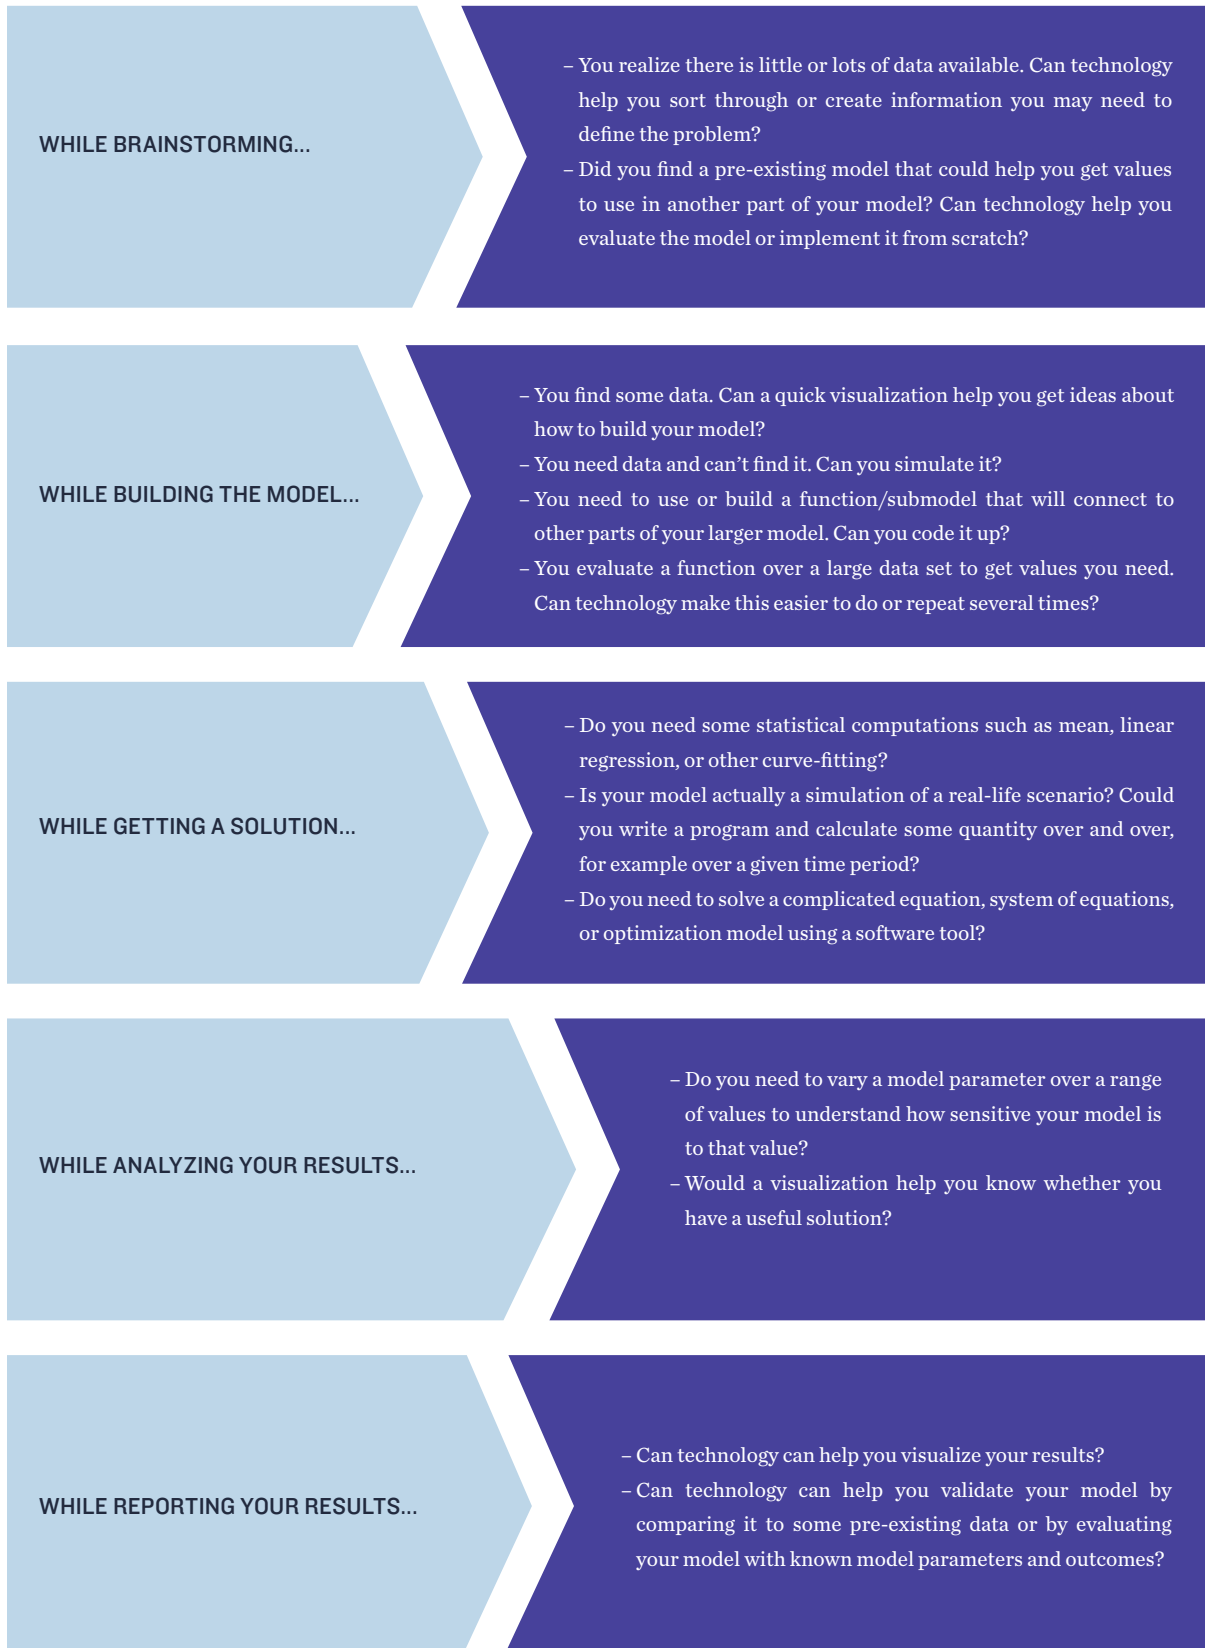 WHILE BRAINSTORMING...
– You realize there is little or lots of data available. Can technology
help you sort through or create information you may need to
define the problem?
– Did you find a pre-existing model that could help you get values
to use in another part of your model? Can technology help you
evaluate the model or implement it from scratch?
WHILE BUILDING THE MODEL...
– You find some data. Can a quick visualization help you get ideas about
how to build your model?
– You need data and can’t find it. Can you simulate it?
– You need to use or build a function/submodel that will connect to
other parts of your larger model. Can you code it up?
– You evaluate a function over a large data set to get values you need.
Can technology make this easier to do or repeat several times?
WHILE GETTING A SOLUTION...
– Do you need some statistical computations such as mean, linear
regression, or other curve-fitting?
– Is your model actually a simulation of a real-life scenario? Could
you write a program and calculate some quantity over and over,
for example over a given time period?
– Do you need to solve a complicated equation, system of equations,
or optimization model using a software tool?
WHILE ANALYZING YOUR RESULTS...
– Do you need to vary a model parameter over a range
of values to understand how sensitive your model is
to that value?
– Would a visualization help you know whether you
have a useful solution?
WHILE REPORTING YOUR RESULTS...
– Can technology can help you visualize your results?
– Can technology can help you validate your model by
comparing it to some pre-existing data or by evaluating
your model with known model parameters and outcomes?